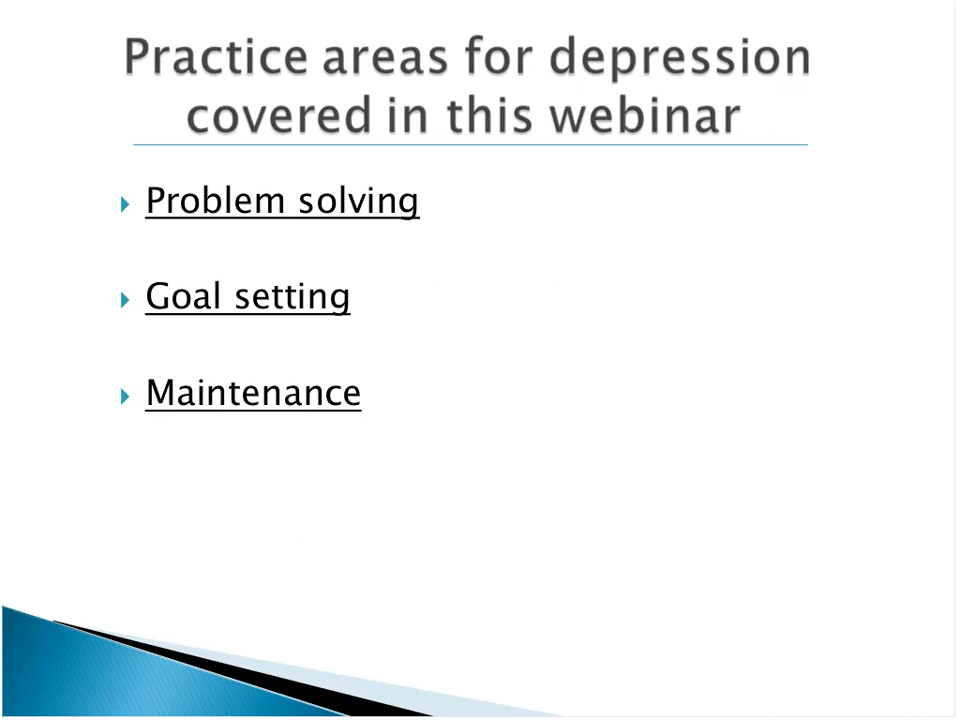 Practice areas for depression
covered in this webinar
Problem solving
Goal setting
Maintenance